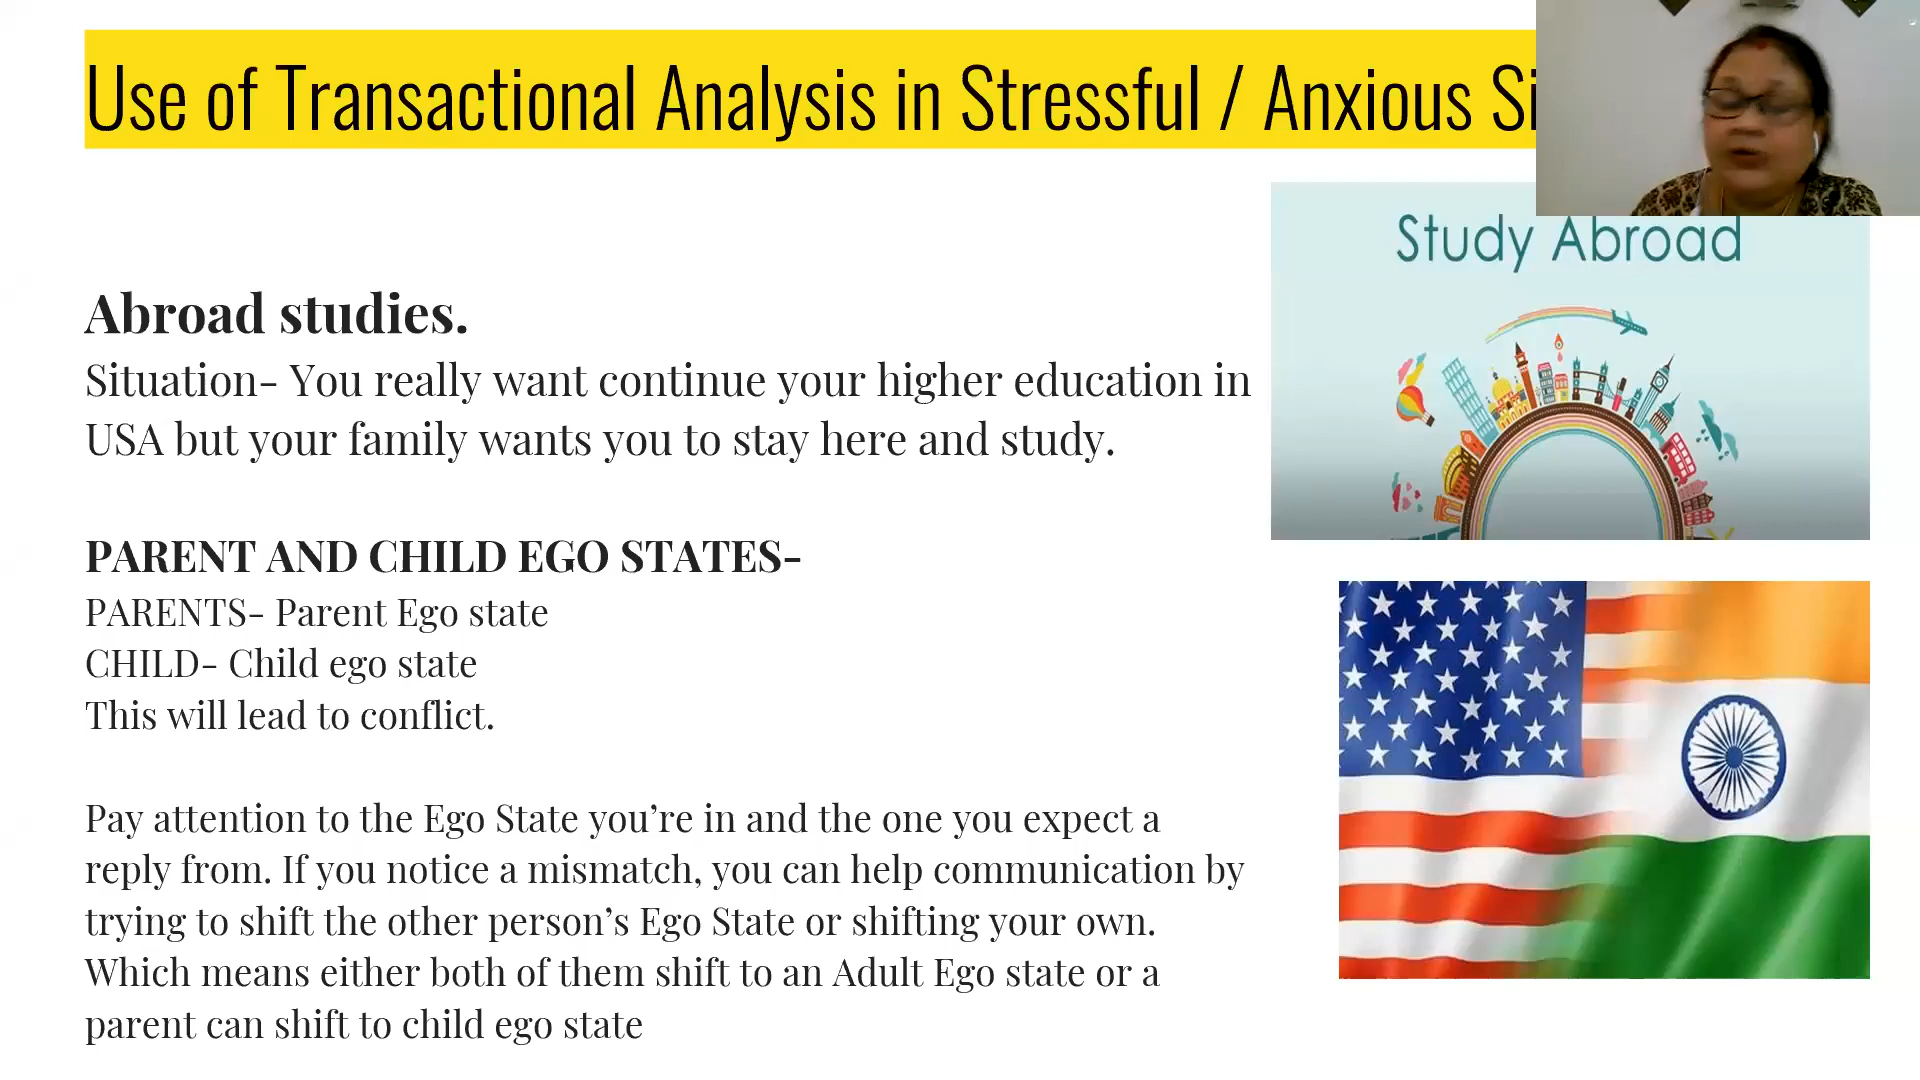 Use of Transactional Analysis in Stressful / Anxious
Study Abroad
Abroad studies.
Situation- You really want continue your higher education in
USA but your family wants you to stay here and study.
PARENT AND CHILD EGO STATES-
PARENTS- Parent Ego state
CHILD- Child ego state
This will lead to conflict.
Pay attention to the Ego State you’re in and the one you expect a
reply from. If you notice a mismatch, you can help communication by
trying to shift the other person’s Ego State or shifting your own.
Which means either both of them shift to an Adult Ego state or a
parent can shift to child ego state